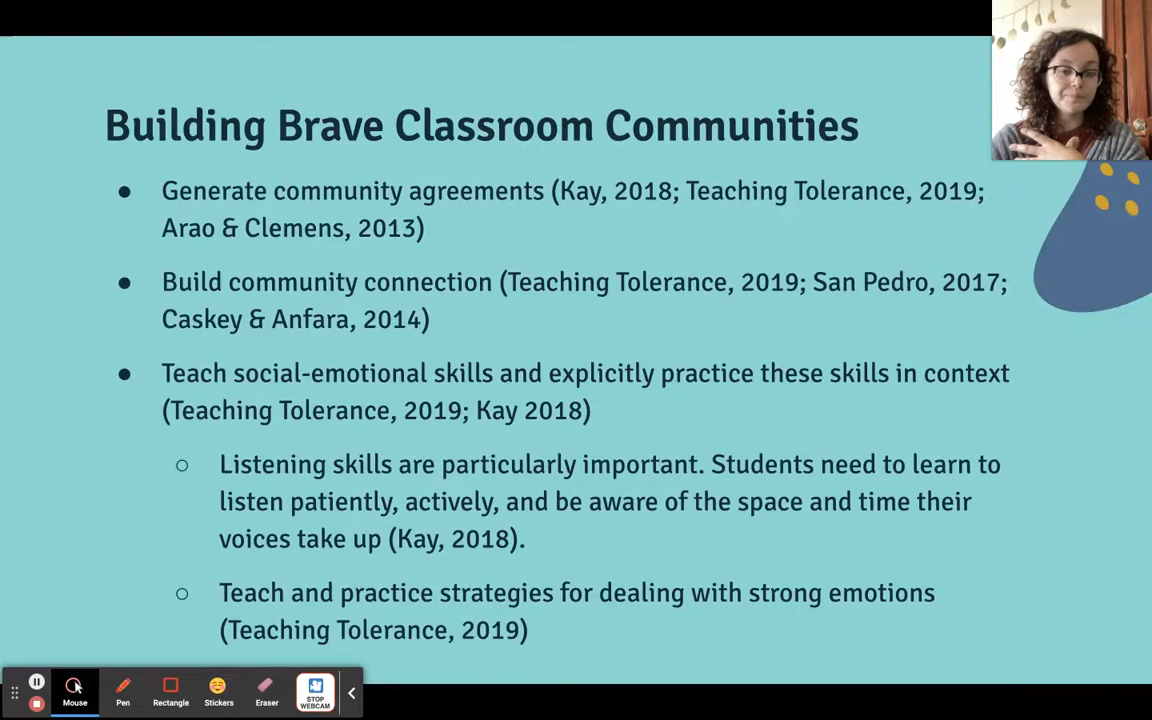 Building Brave Classroom Communities
● Generate community agreements (Kay, 2018; Teaching Tolerance, 2019;
Arao & Clemens, 2013)
● Build community connection (Teaching Tolerance, 2019; San Pedro, 2017;
Caskey & Anfara, 2014)
● Teach social-emotional skills and explicitly practice these skills in context
(Teaching Tolerance, 2019; Kay 2018)
○ Listening skills are particularly important. Students need to learn to
listen patiently, actively, and be aware of the space and time their
voices take up (Kay, 2018).
○ Teach and practice strategies for dealing with strong emotions
(Teaching Tolerance, 2019)
Mouse Pen Rectangle Stickers Eraser STOP
WEBCAM